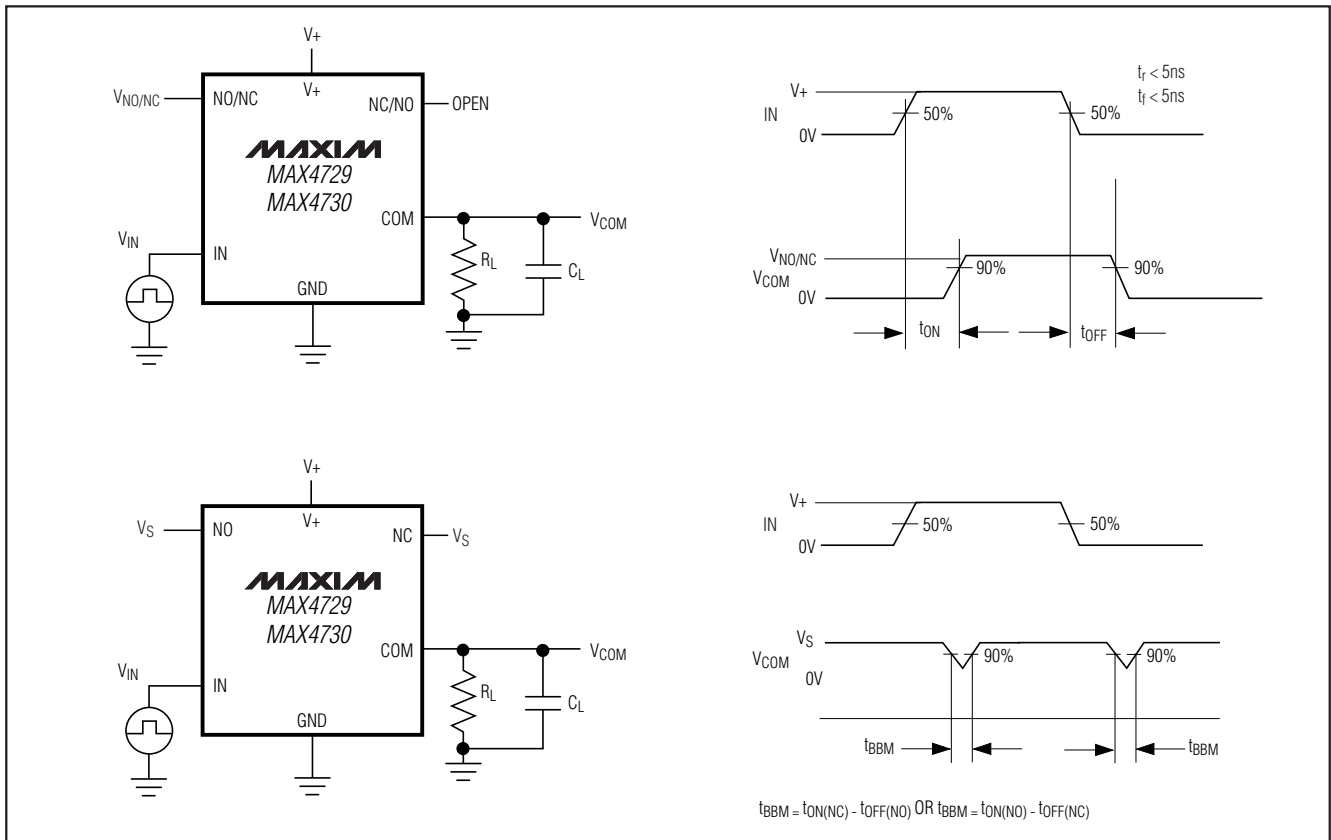 V+
V+
VNO/NC
NO/NC
NC/NO
OPEN
MAXIM
MAX4729
MAX4730
COM
VCOM
VIN
IN
RL
CL
GND
tr < 5ns
tf < 5ns
V+
IN
50%
50%
0V
VNO/NC
VCOM
90%
90%
0V
tON
tOFF
V+
V+
VS
NO
NC
VS
MAXIM
MAX4729
MAX4730
COM
VCOM
VIN
IN
RL
CL
GND
V+
IN
50%
50%
0V
VS
VCOM
90%
90%
0V
tBBM
tBBM
tBBM = tON(NC) - tOFF(NO) OR tBBM = tON(NO) - tOFF(NC)